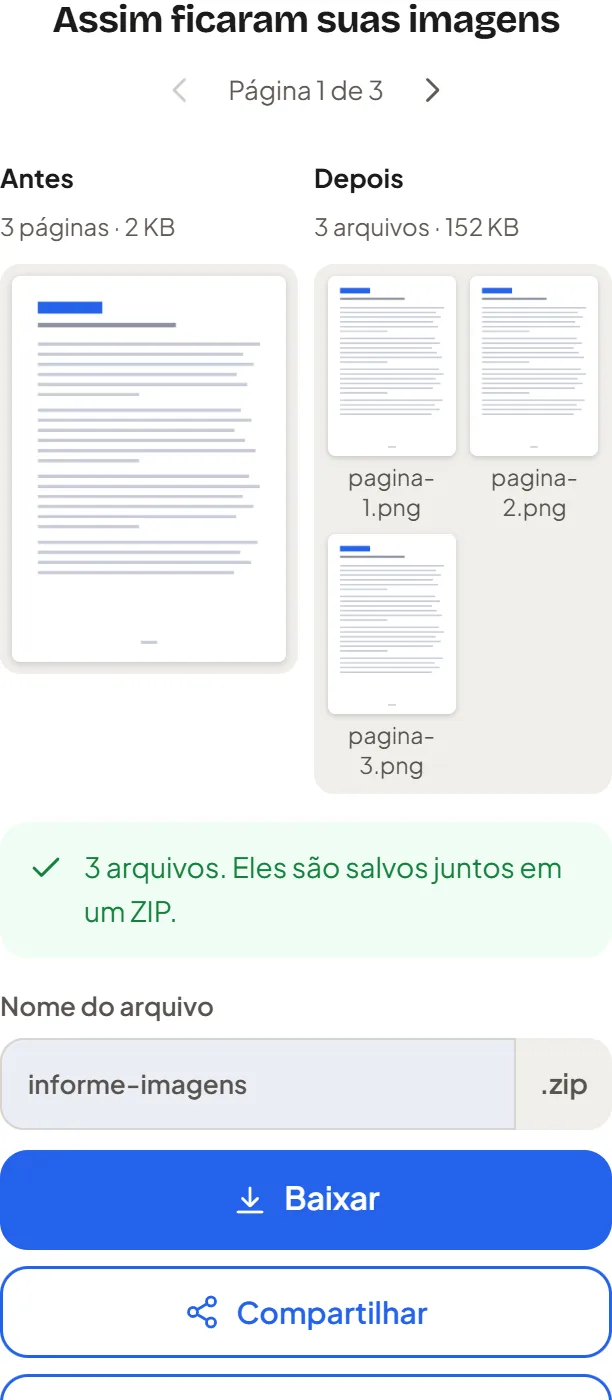 Assim ficaram suas imagens
Página 1 de 3
Antes
3 páginas · 2 KB
Depois
3 arquivos · 152 KB
pagina-
1.png
pagina-
2.png
pagina-
3.png
3 arquivos. Eles são salvos juntos em
um ZIP.
Nome do arquivo
informe-imagens
.zip
Baixar
Compartilhar